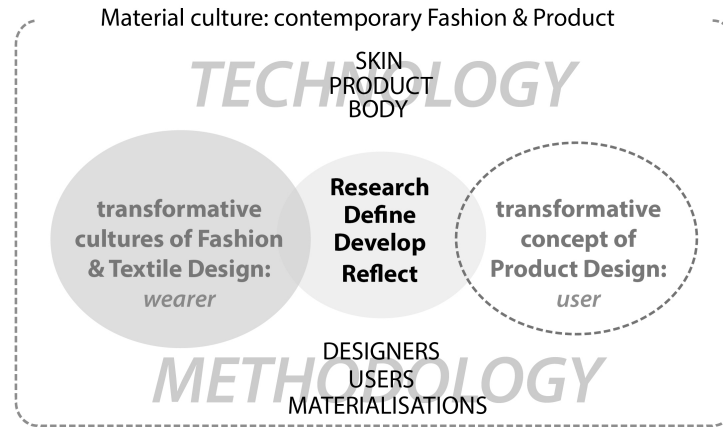 Material culture: contemporary Fashion & Product
TECHNOLOGY
SKIN
PRODUCT
BODY
transformative
cultures of Fashion
& Textile Design:
wearer
Research
Define
Develop
Reflect
transformative
concept of
Product Design:
user
METHODOLOGY
DESIGNERS
USERS
MATERIALISATIONS